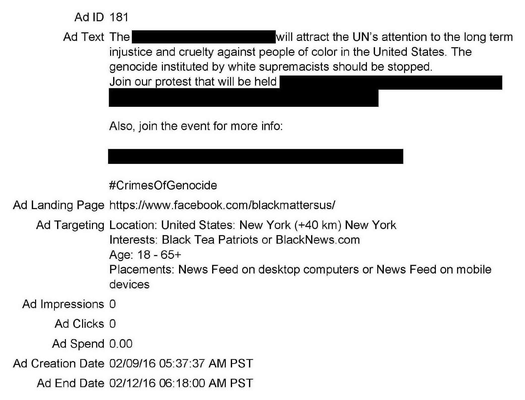 Ad ID 181
Ad Text The will attract the UN's attention to the long term
injustice and cruelty against people of color in the United States. The
genocide instituted by white supremacists should be stopped.
Join our protest that will be held
Also, join the event for more info:
#CrimesOfGenocide
Ad Landing Page https://www.facebook.com/blackmattersus/
Ad Targeting Location: United States: New York (+40 km) New York
Interests: Black Tea Patriots or BlackNews.com
Age: 18 - 65+
Placements: News Feed on desktop computers or News Feed on mobile
devices
Ad Impressions 0
Ad Clicks 0
Ad Spend 0.00
Ad Creation Date 02/09/16 05:37:37 AM PST
Ad End Date 02/12/16 06:18:00 AM PST